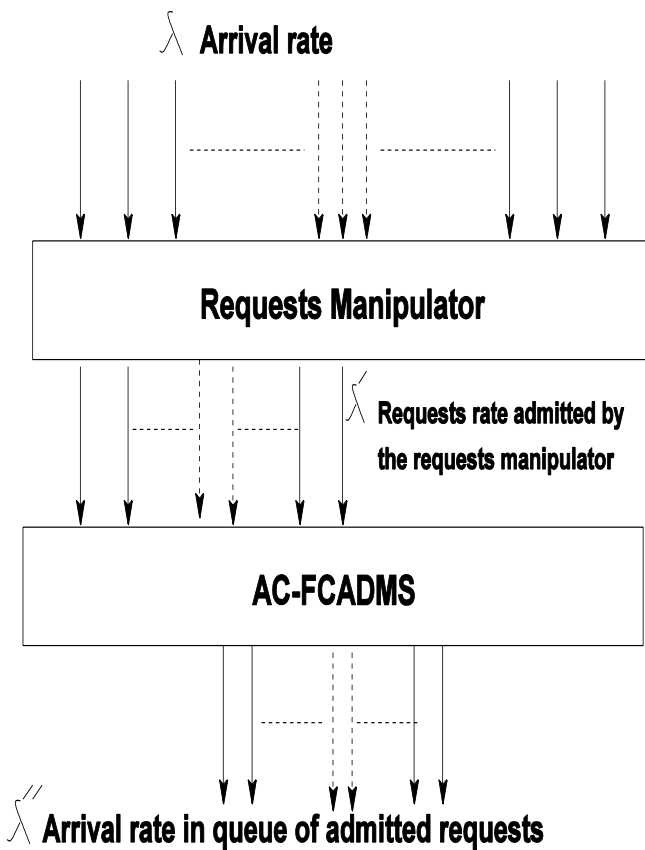 λ Arrival rate
Requests Manipulator
λ′ Requests rate admitted by
the requests manipulator
AC-FCADMS
λ″ Arrival rate in queue of admitted requests